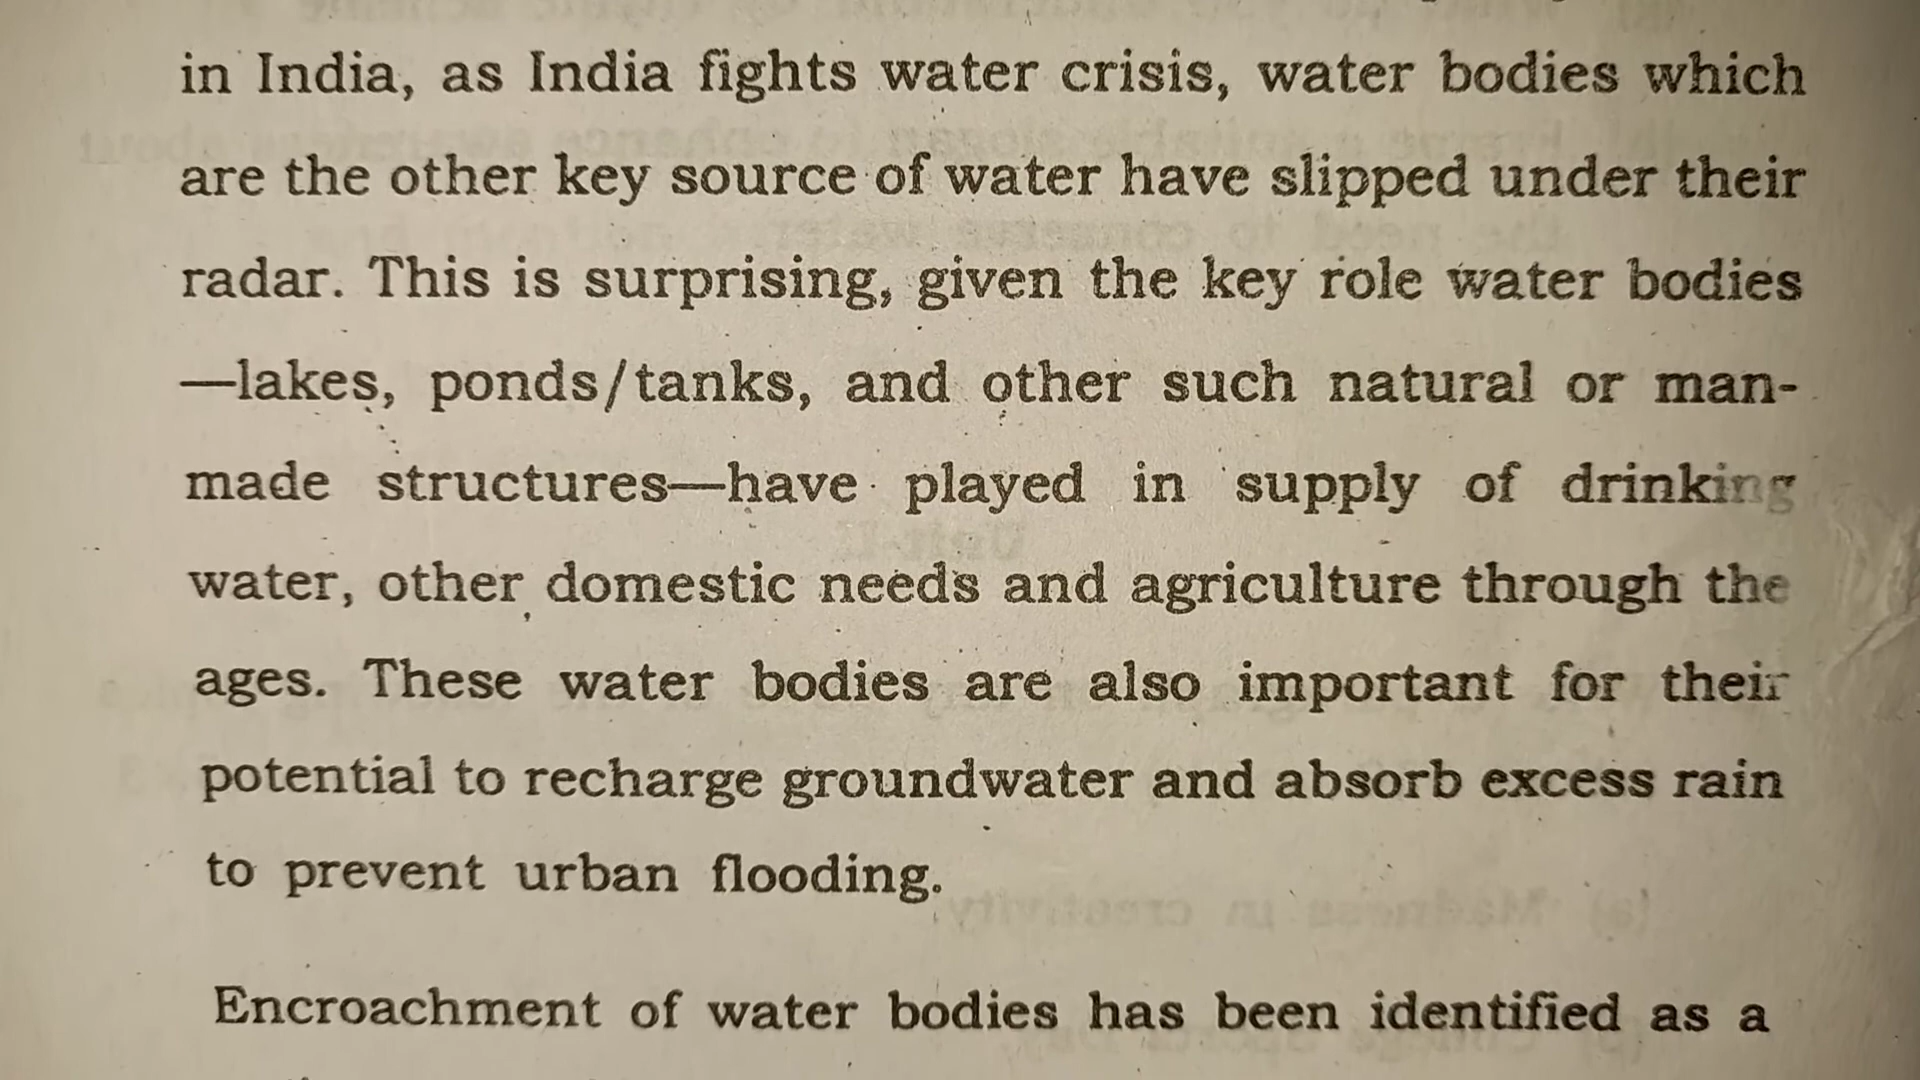 in India, as India fights water crisis, water bodies which
are the other key source of water have slipped under their
radar. This is surprising, given the key role water bodies
—lakes, ponds/tanks, and other such natural or man-
made structures—have played in supply of drinking
water, other domestic needs and agriculture through the
ages. These water bodies are also important for their
potential to recharge groundwater and absorb excess rain
to prevent urban flooding.
Encroachment of water bodies has been identified as a